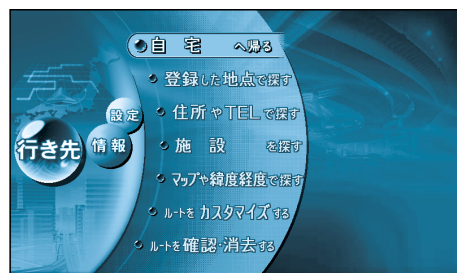 自宅 へ帰る
登録した地点で探す
住所やTELで探す
施設 を探す
マップや緯度経度で探す
ルートをカスタマイズする
ルートを確認・消去する
設定
情報
行き先